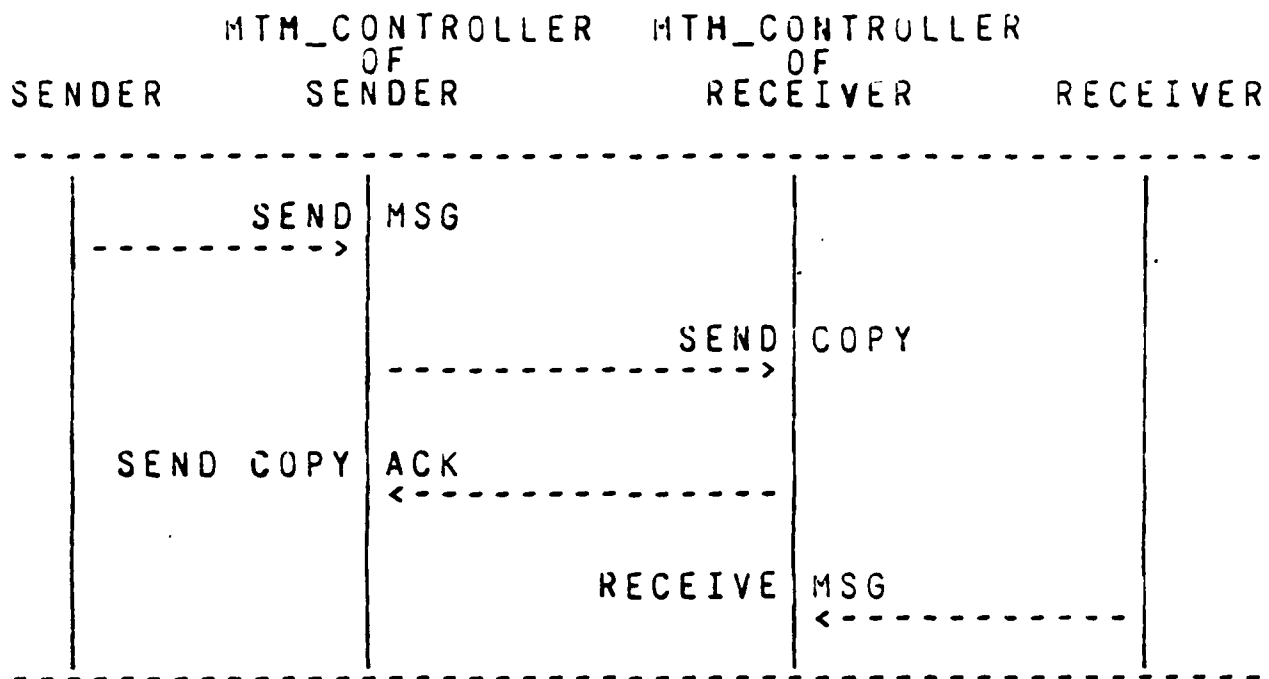 MTM_CONTROLLER MTM_CONTROLLER
OF OF
SENDER SENDER RECEIVER RECEIVER
SEND MSG
SEND COPY
SEND COPY ACK
RECEIVE MSG